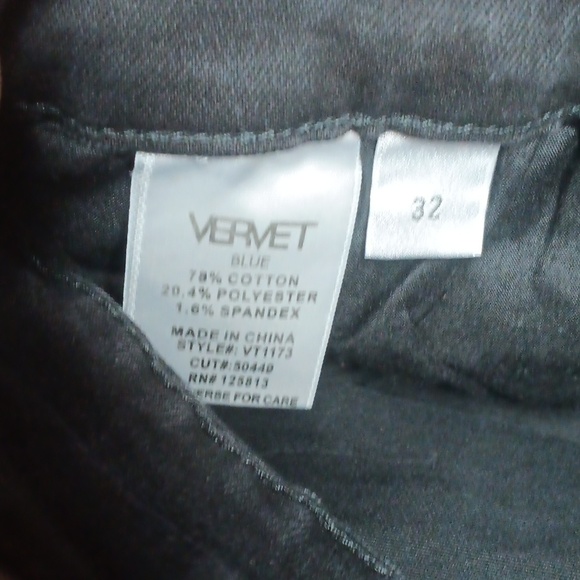 VERVET
BLUE
78% COTTON
20.4% POLYESTER
1.6% SPANDEX
MADE IN CHINA
STYLE#: VT1173
CUT#:50449
RN# 125813
ERSE FOR CARE
32